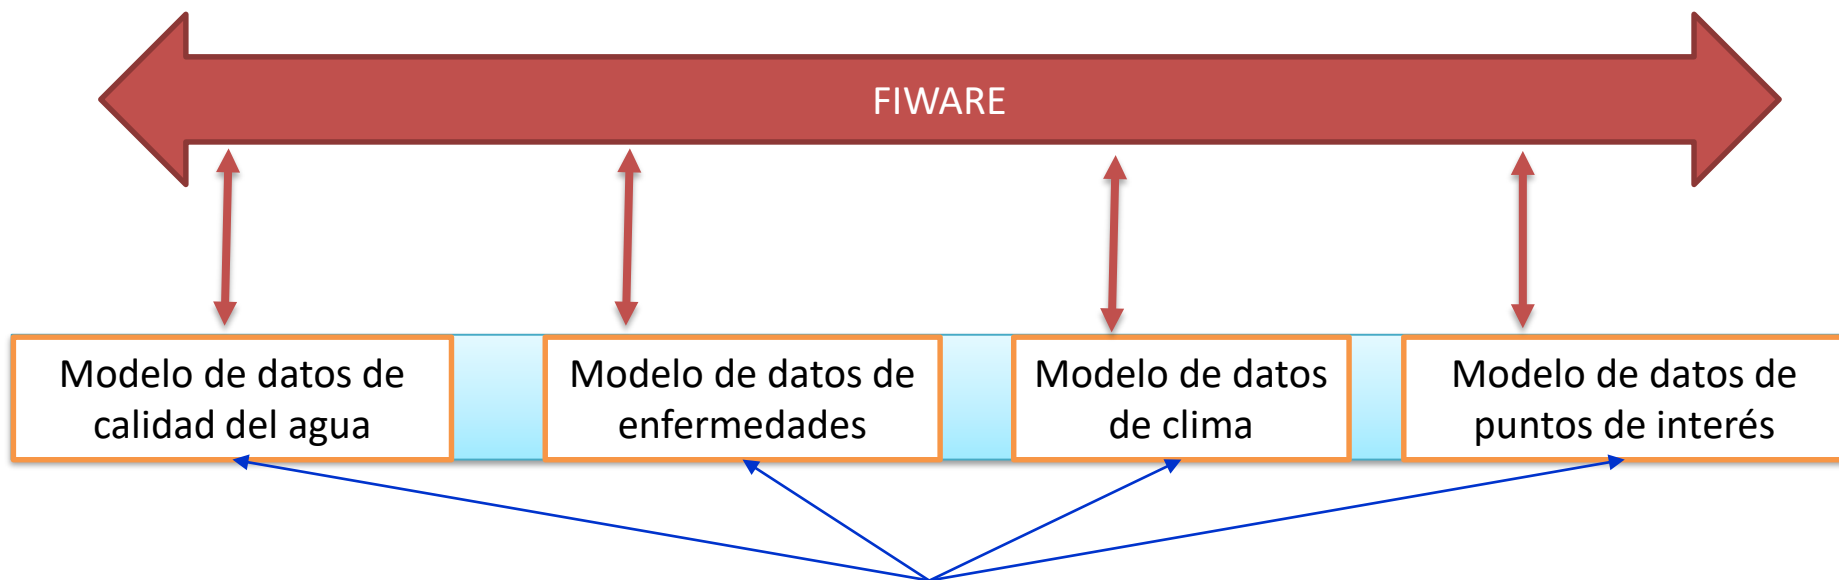 FIWARE
Modelo de datos de
calidad del agua
Modelo de datos de
enfermedades
Modelo de datos
de clima
Modelo de datos de
puntos de interés